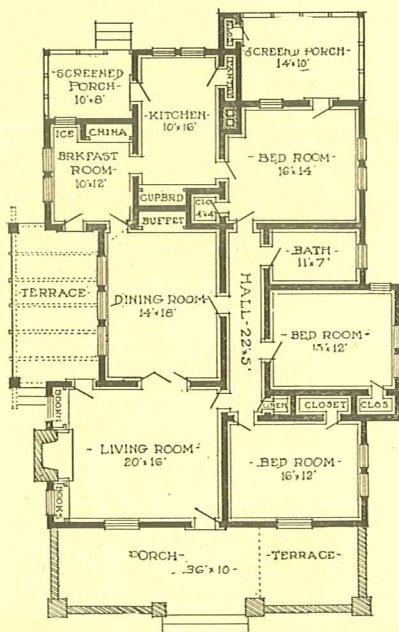 SCREEND PORCH
14'x10'
SCREENED
PORCH
10'x8'
KITCHEN
10'x16'
PANTRY
ICE
CHINA
BRKFAST
ROOM
10'x12'
BED ROOM
16'x14'
CUPBRD
BUFFET
CLO
4'x4'
BATH
11'x7'
TERRACE
DINING ROOM
14'x18'
HALL-22'x5'
BED ROOM
15'x12'
BOOKS
LINEN
CLOSET
CLOS
LIVING ROOM
20'x16'
BED ROOM
16'x12'
BOOKS
PORCH
36'x10
TERRACE